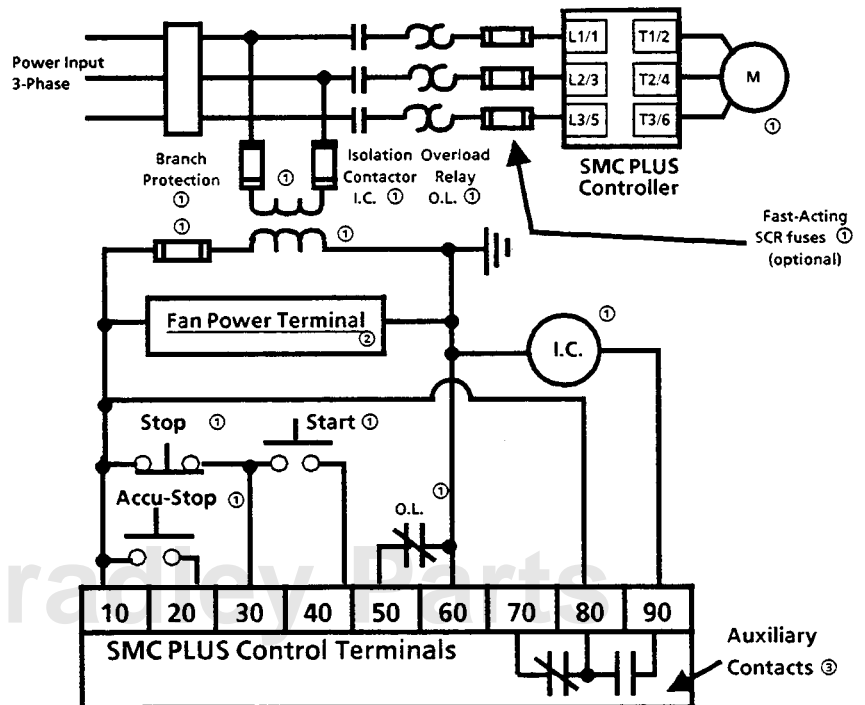 Power Input
3-Phase
L1/1
T1/2
L2/3
T2/4
L3/5
T3/6
M
①
Branch
Protection
①
①
Isolation
Contactor
I.C. ①
Overload
Relay
O.L. ①
SMC PLUS
Controller
Fast-Acting
SCR fuses ①
(optional)
①
①
Fan Power Terminal
②
I.C.
①
Stop ①
Start ①
Accu-Stop ①
O.L.
①
radley Parts
10 20 30 40 50 60 70 80 90
SMC PLUS Control Terminals
Auxiliary
Contacts ③